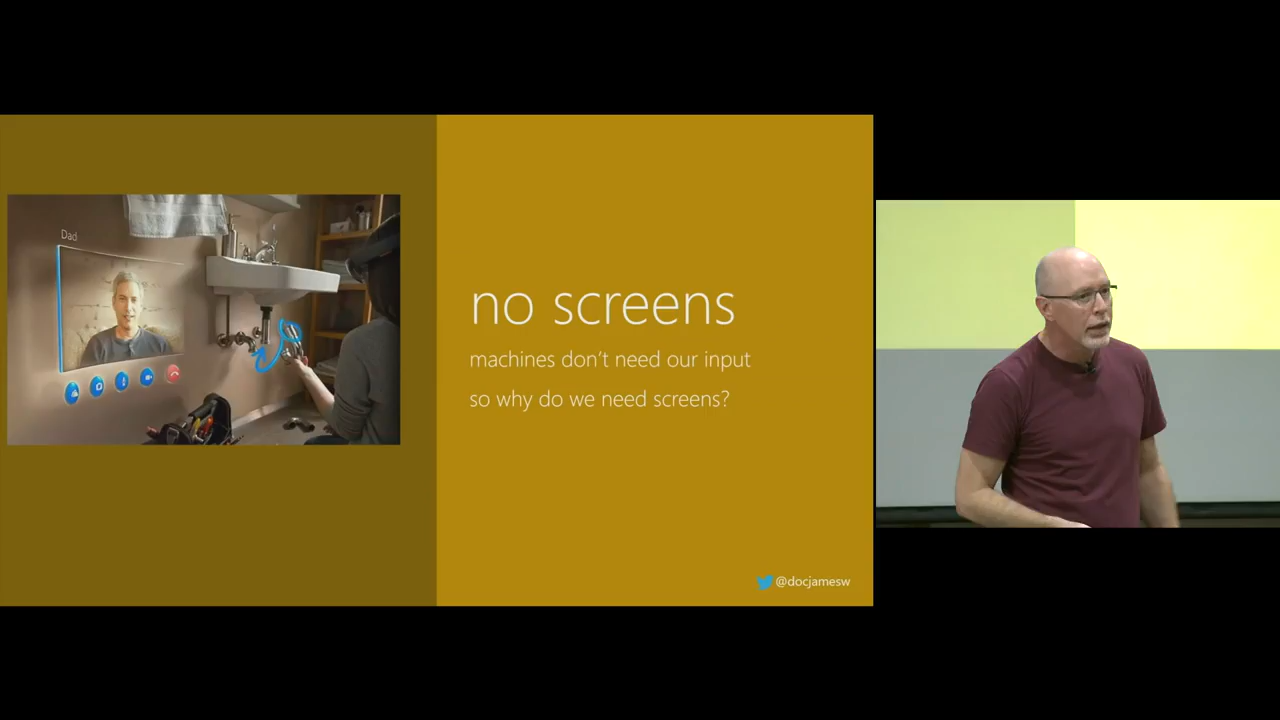 Dad
no screens
machines don't need our input
so why do we need screens?
@docjamesw